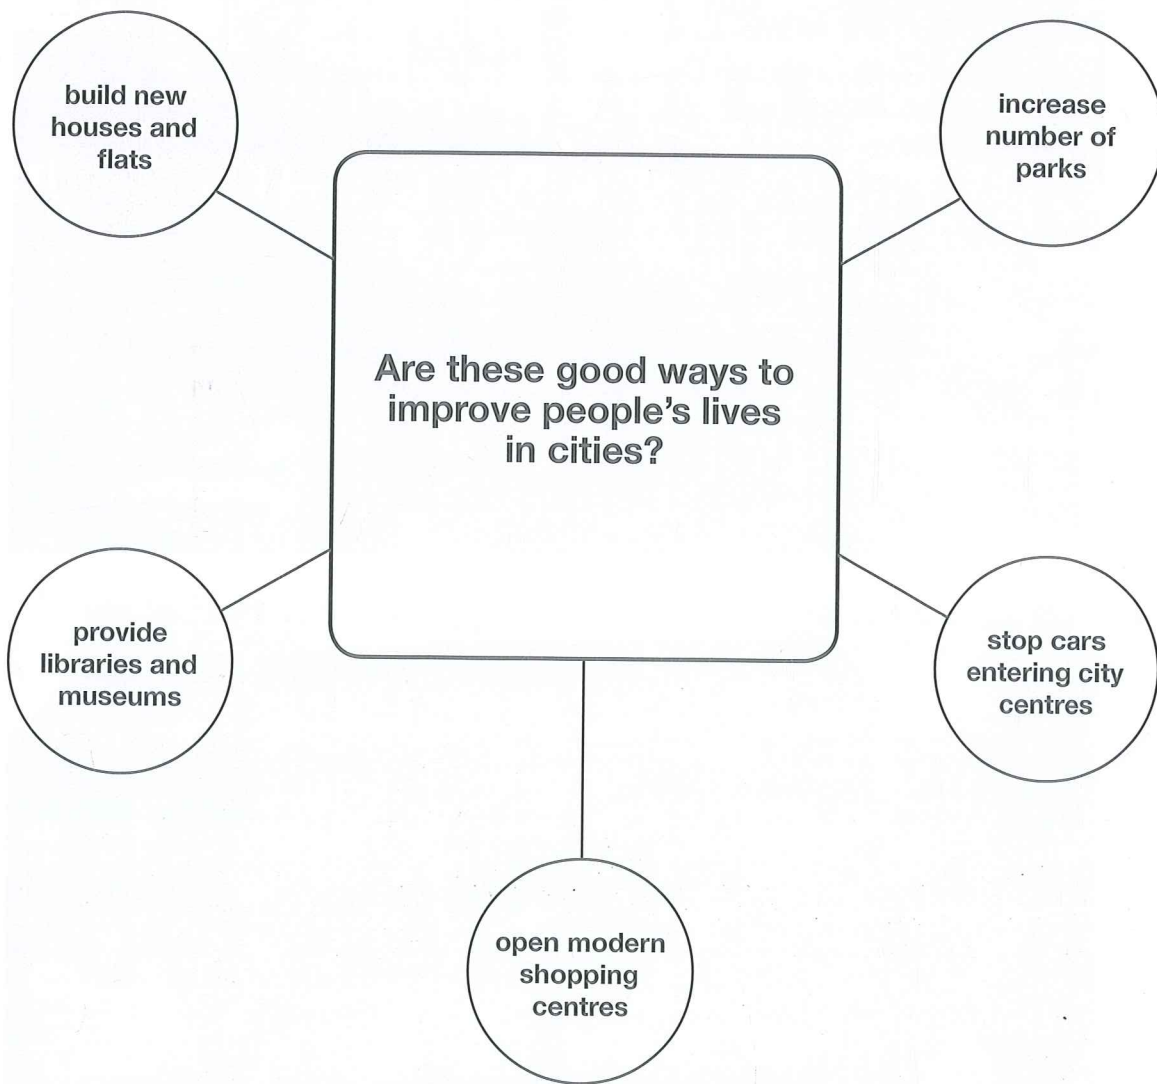 build new
houses and
flats
increase
number of
parks
Are these good ways to
improve people's lives
in cities?
provide
libraries and
museums
stop cars
entering city
centres
open modern
shopping
centres